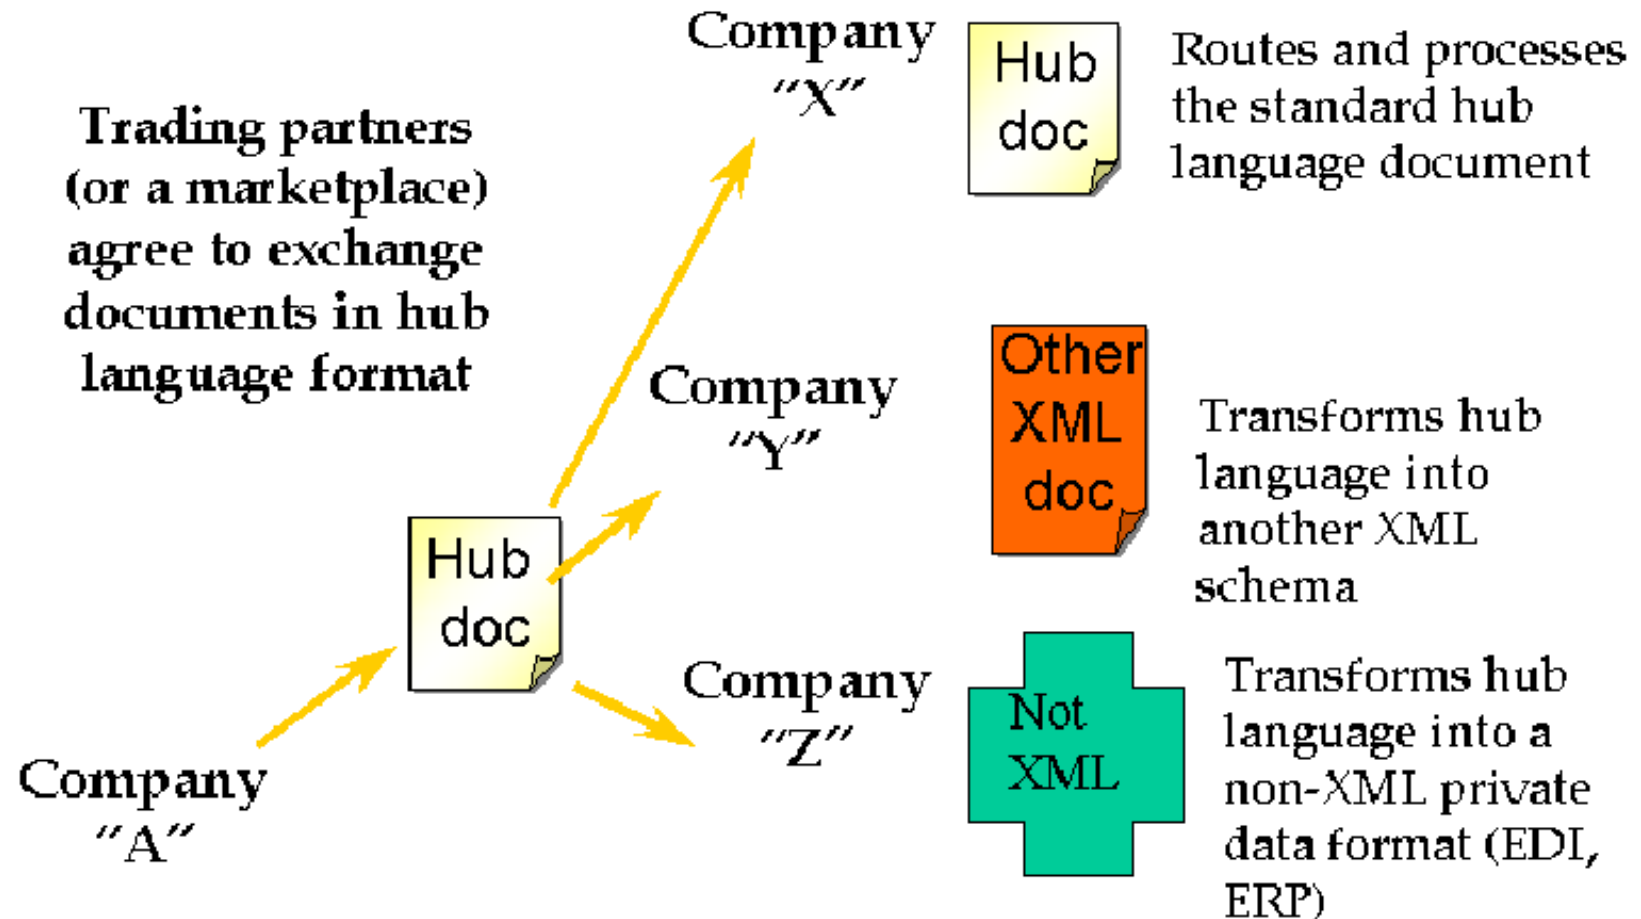 Trading partners
(or a marketplace)
agree to exchange
documents in hub
language format
Company
"A"
Hub
doc
Company
"X"
Hub
doc
Routes and processes
the standard hub
language document
Company
"Y"
Other
XML
doc
Transforms hub
language into
another XML
schema
Company
"Z"
Not
XML
Transforms hub
language into a
non-XML private
data format (EDI,
ERP)